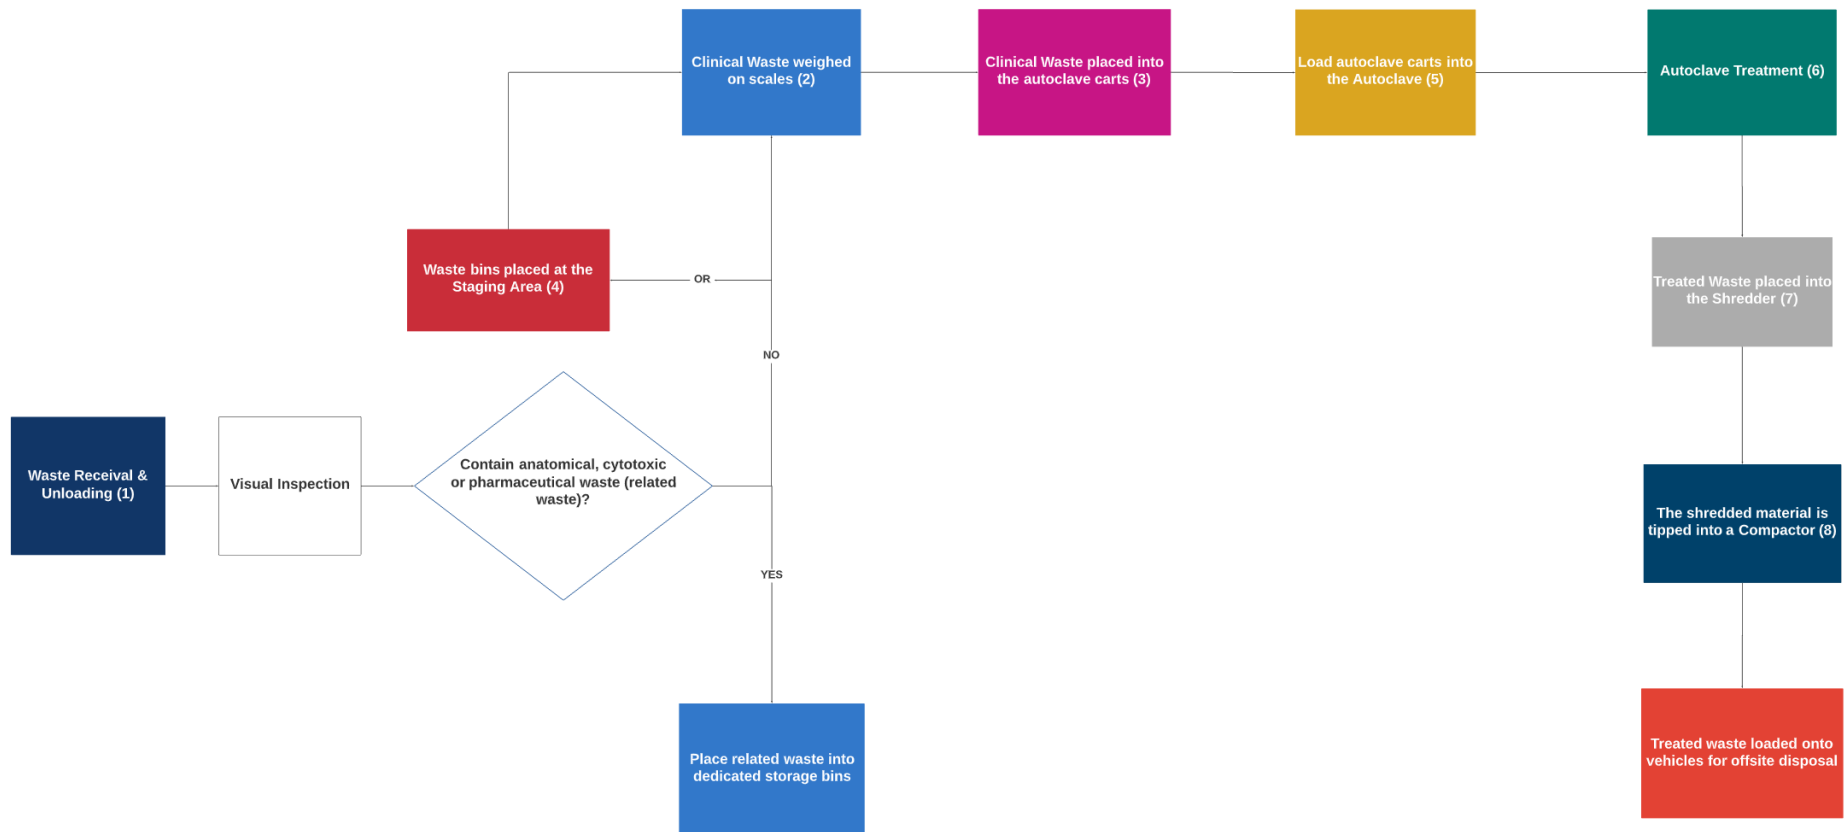 Clinical Waste weighed
on scales (2)
Clinical Waste placed into
the autoclave carts (3)
Load autoclave carts into
the Autoclave (5)
Autoclave Treatment (6)
Waste bins placed at the
Staging Area (4)
OR
Treated Waste placed into
the Shredder (7)
NO
Waste Receival &
Unloading (1)
Visual Inspection
Contain anatomical, cytotoxic
or pharmaceutical waste (related
waste)?
The shredded material is
tipped into a Compactor (8)
YES
Place related waste into
dedicated storage bins
Treated waste loaded onto
vehicles for offsite disposal